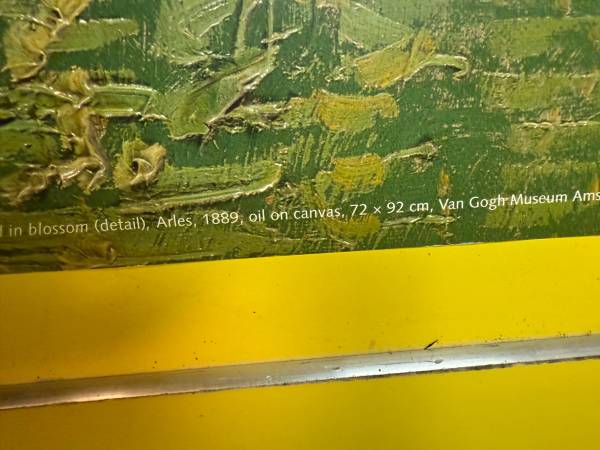 in blossom (detail), Arles, 1889, oil on canvas, 72 × 92 cm, Van Gogh Museum Ams